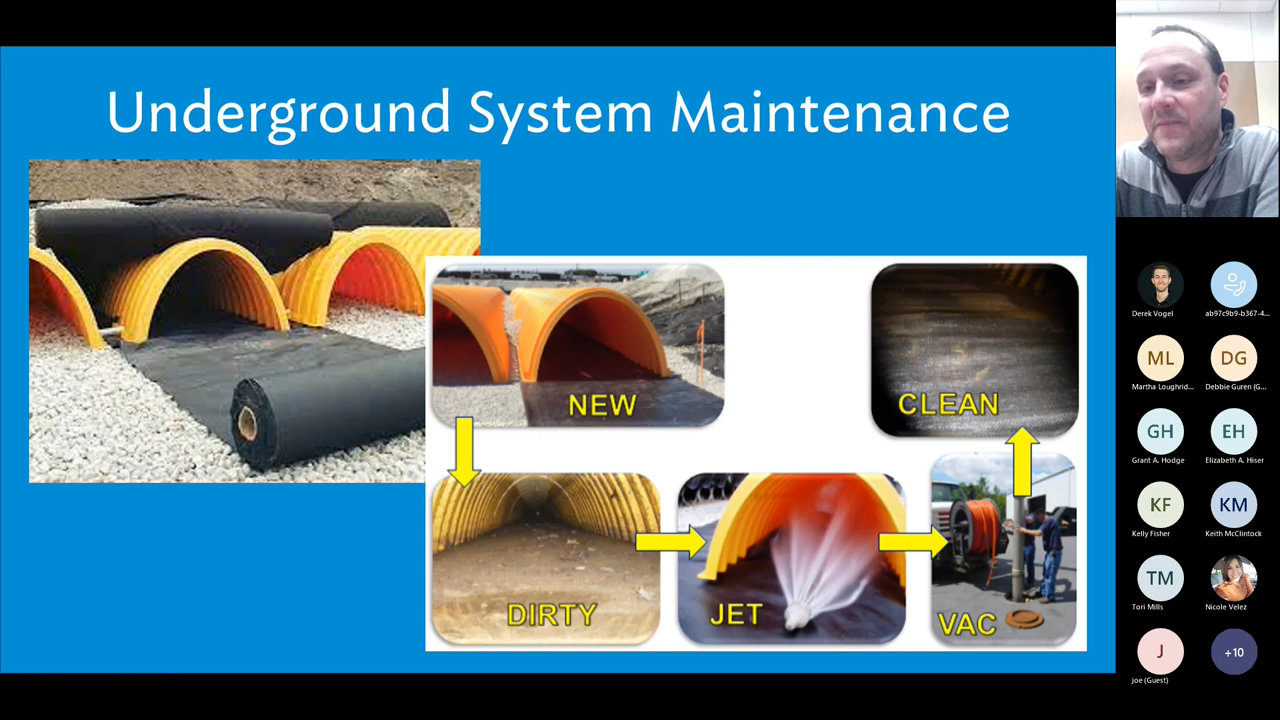 Underground System Maintenance
NEW
CLEAN
DIRTY
JET
VAC
Derek Vogel
ab97c9b9-b367-4...
ML
DG
Martha Loughrid...
Debbie Guren (G...
GH
EH
Grant A. Hodge
Elizabeth A. Hiser
KF
KM
Kelly Fisher
Keith McClintock
TM
Tori Mills
Nicole Velez
J
+10
joe (Guest)